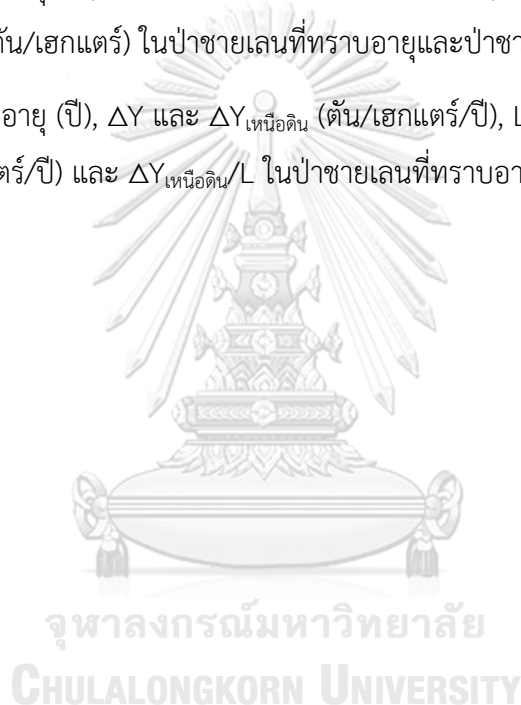 ตัน/เฮกแตร์) ในป่าชายเลนที่ทราบอายุและป่าชา
อายุ (ปี), ΔY และ ΔYเหนือดิน (ตัน/เฮกแตร์/ปี), L
ตร์/ปี) และ ΔYเหนือดิน/L ในป่าชายเลนที่ทราบอา
จุฬาลงกรณ์มหาวิทยาลัย
CHULALONGKORN UNIVERSITY